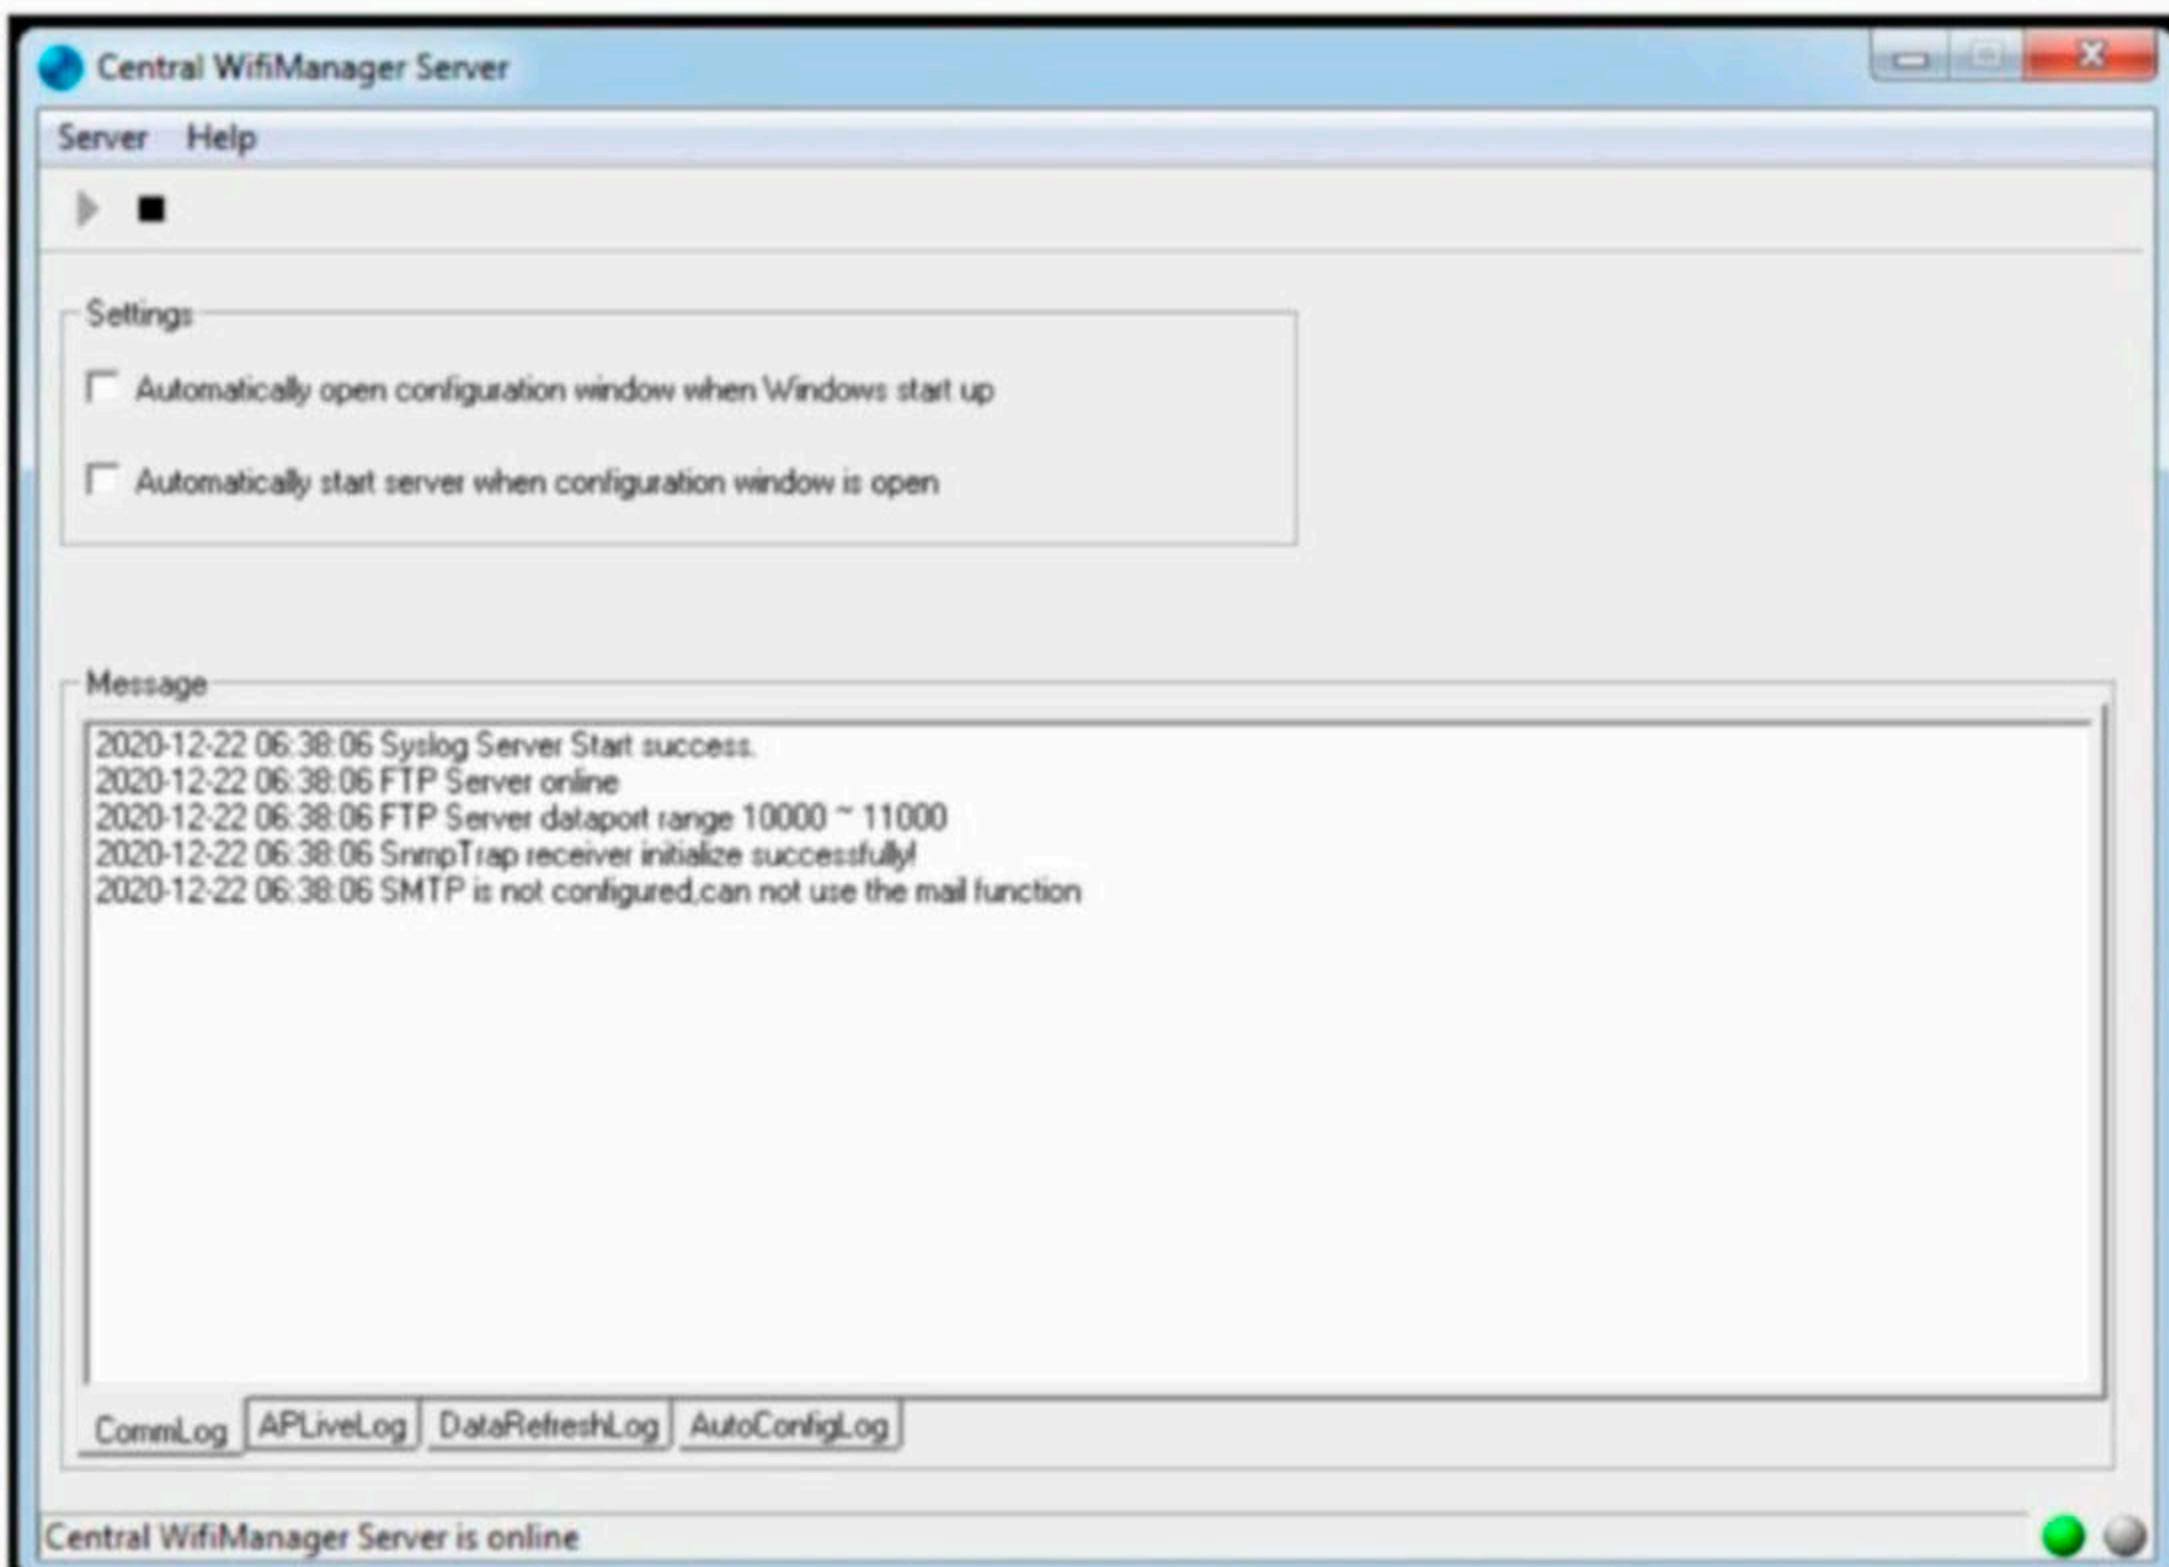 Central WifiManager Server
Server Help
Settings
Automatically open configuration window when Windows start up
Automatically start server when configuration window is open
Message
2020-12-22 06:38:06 Syslog Server Start success.
2020-12-22 06:38:06 FTP Server online
2020-12-22 06:38:06 FTP Server dataport range 10000 ~ 11000
2020-12-22 06:38:06 SnmpTrap receiver initialize successfully!
2020-12-22 06:38:06 SMTP is not configured,can not use the mail function
CommLog APLiveLog DataRefreshLog AutoConfigLog
Central WifiManager Server is online